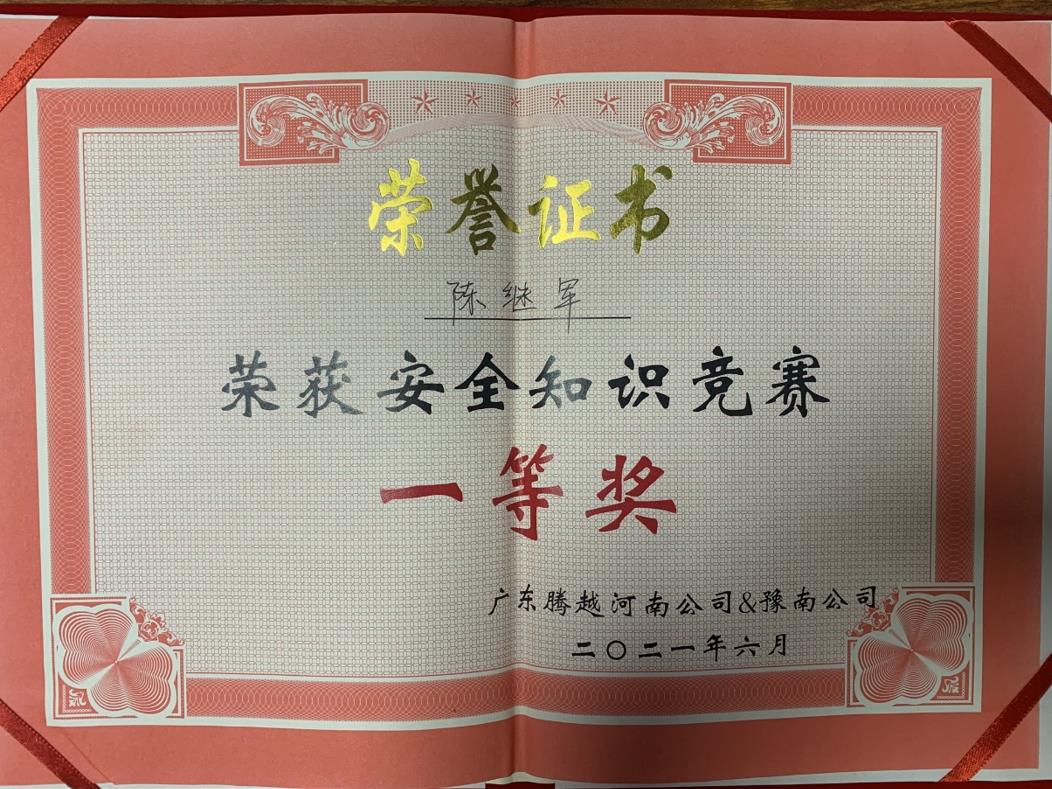 荣誉证书
陈继军
荣获安全知识竞赛
一等奖
广东腾越河南公司&豫南公司
二〇二一年六月